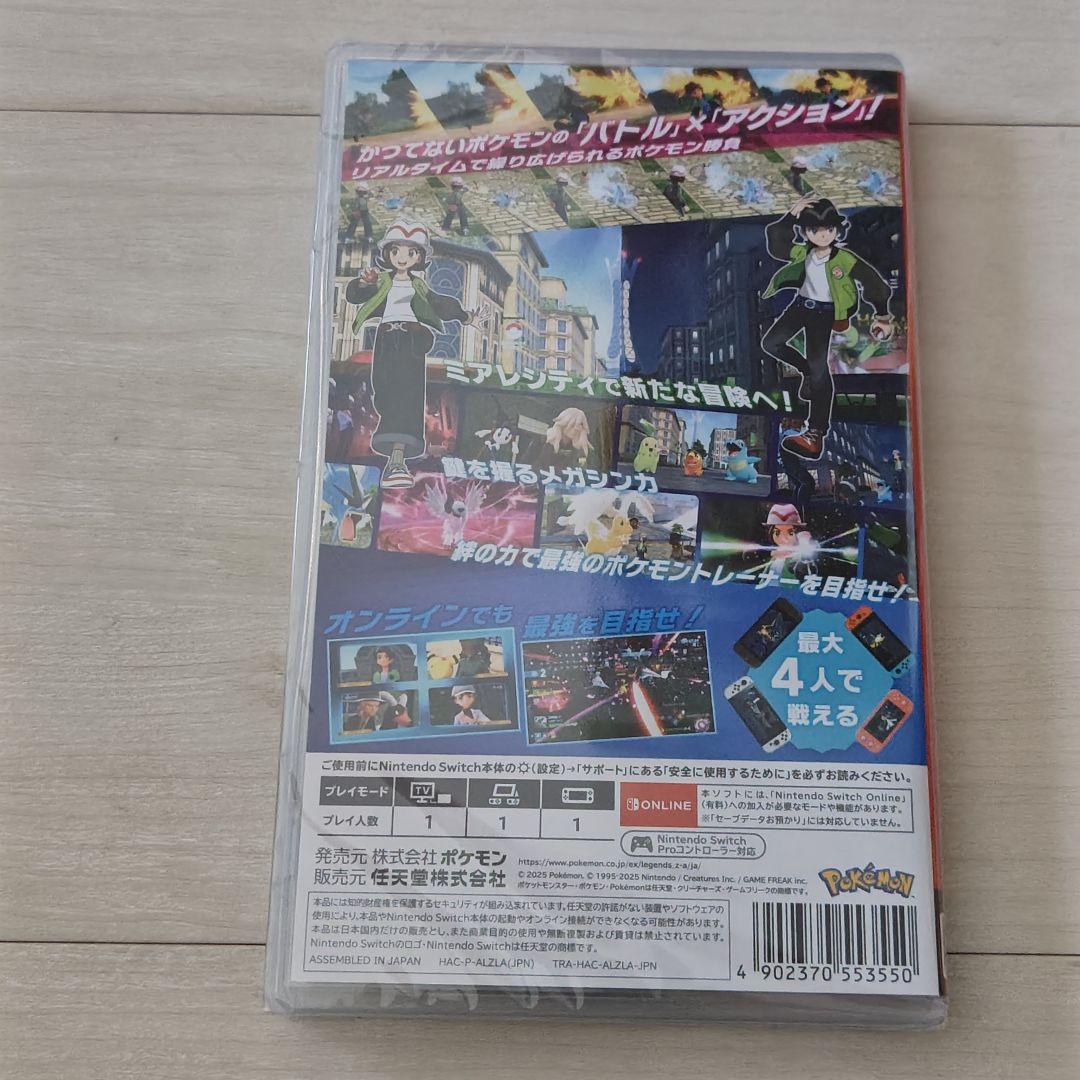 かつてないポケモンの「バトル」×「アクション」!
リアルタイムで繰り広げられるポケモン勝負
ミアレシティで新たな冒険へ!
鍵を握るメガシンカ
絆の力で最強のポケモントレーナーを目指せ!
オンラインでも 最強を目指せ!
最大
4人で
戦える
ご使用前にNintendo Switch本体の(設定)→「サポート」にある「安全に使用するために」を必ずお読みください。
プレイモード TV
プレイ人数 1 1 1
ONLINE
本ソフトには、「Nintendo Switch Online」
(有料)への加入が必要なモードや機能があります。
※「セーブデータお預かり」には対応していません。
Nintendo Switch
Proコントローラー対応
発売元 株式会社ポケモン
販売元 任天堂株式会社
https://www.pokemon.co.jp/ex/legends_z-a/ja/
© 2025 Pokémon. © 1995-2025 Nintendo / Creatures Inc. / GAME FREAK inc.
ポケットモンスター・ポケモン・Pokémonは任天堂・クリーチャーズ・ゲームフリークの商標です。
POKéMON
本品には知的財産権を保護するセキュリティが組み込まれています。任天堂の許諾がない装置やソフトウェアの
使用により、本品やNintendo Switch本体の起動やオンライン接続ができなくなる可能性があります。
本品は日本国内だけの販売とし、また商業目的の使用や無断複製および賃貸は禁止されています。
Nintendo Switchのロゴ・Nintendo Switchは任天堂の商標です。
ASSEMBLED IN JAPAN HAC-P-ALZLA(JPN) TRA-HAC-ALZLA-JPN
4 902370 553550